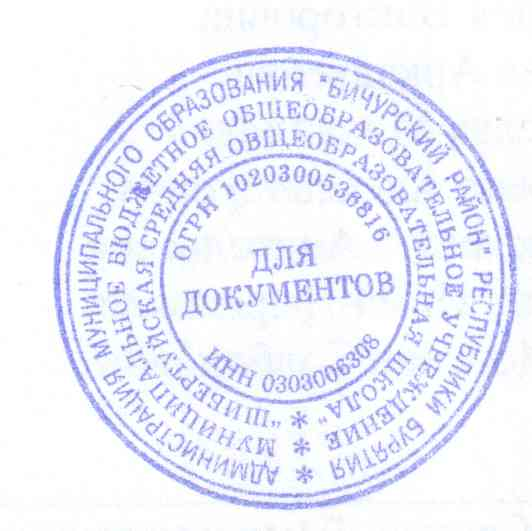 АДМИНИСТРАЦИЯ МУНИЦИПАЛЬНОГО ОБРАЗОВАНИЯ "БИЧУРСКИЙ РАЙОН" РЕСПУБЛИКИ БУРЯТИЯ *
МУНИЦИПАЛЬНОЕ БЮДЖЕТНОЕ ОБЩЕОБРАЗОВАТЕЛЬНОЕ УЧРЕЖДЕНИЕ *
"ШИБЕРТУЙСКАЯ СРЕДНЯЯ ОБЩЕОБРАЗОВАТЕЛЬНАЯ ШКОЛА" *
ОГРН 1020300536816
ДЛЯ
ДОКУМЕНТОВ
ИНН 0303006308